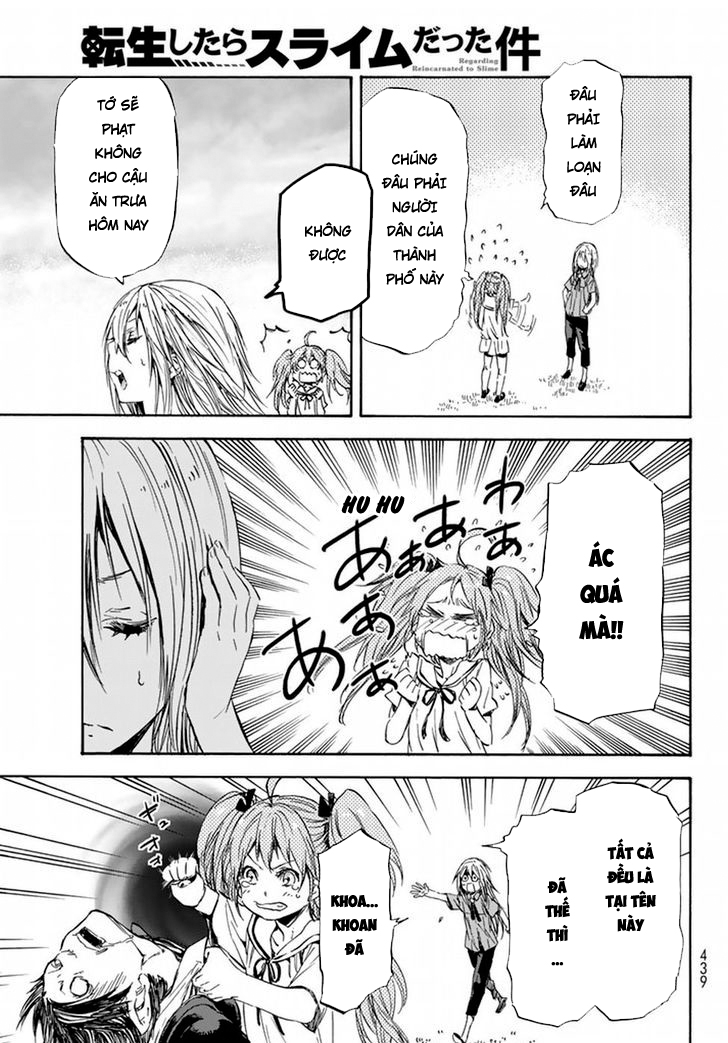 転生したらスライムだった件
Regarding
Reincarnated to Slime
ĐÂU
PHẢI
LÀM
LOẠN
ĐÂU
CHÚNG
ĐÂU PHẢI
NGƯỜI
DÂN CỦA
THÀNH
PHỐ NÀY
KHÔNG
ĐƯỢC
TỚ SẼ
PHẠT
KHÔNG
CHO CẬU
ĂN TRƯA
HÔM NAY
ÁC
QUÁ
MÀ!!
HU HU
わぁぁあぁあぁぁああぁ
TẤT CẢ
ĐỀU LÀ
TẠI TÊN
NÀY
ĐÃ
THẾ
THÌ
...
KHOA...
KHOAN
ĐÃ
439